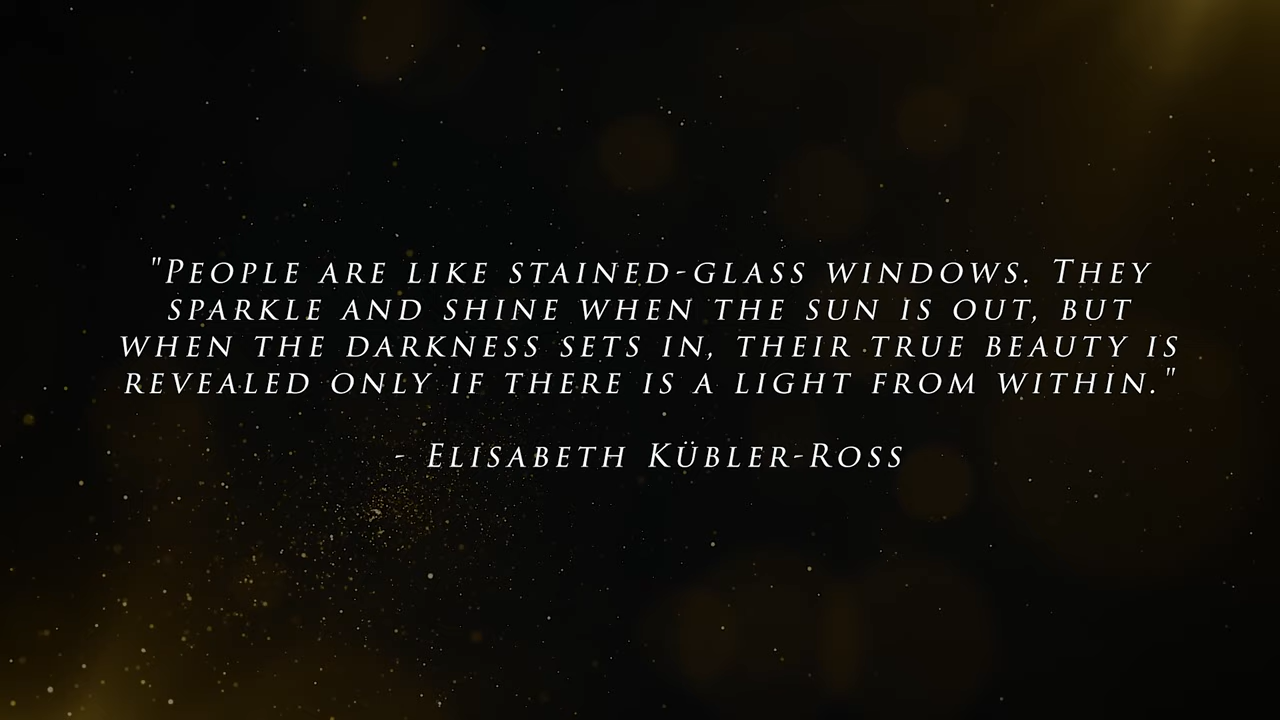 "People are like stained-glass windows. They
sparkle and shine when the sun is out, but
when the darkness sets in, their true beauty is
revealed only if there is a light from within."
- Elisabeth Kübler-Ross